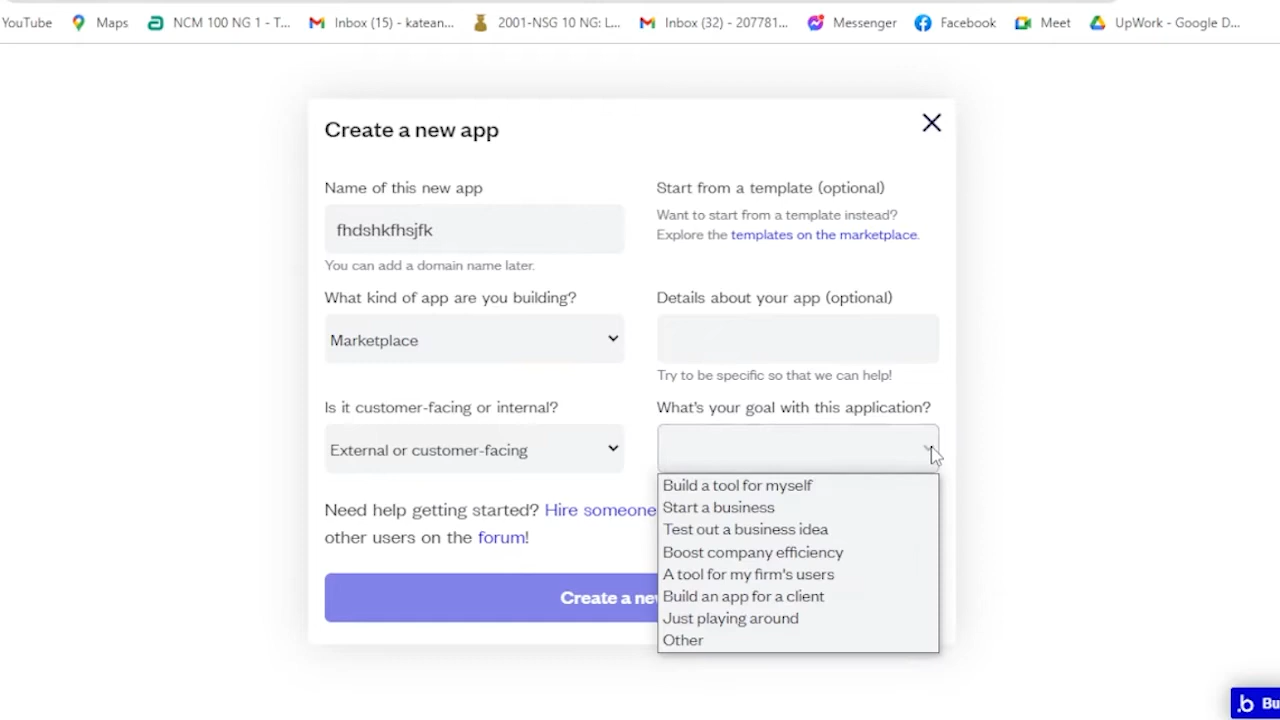 YouTube Maps NCM 100 NG 1 - T... Inbox (15) - katean... 2001-NSG 10 NG: L... Inbox (32) - 207781... Messenger Facebook Meet UpWork - Google D...
Create a new app
Name of this new app
fhdshkfhsjfk
You can add a domain name later.
Start from a template (optional)
Want to start from a template instead?
Explore the templates on the marketplace.
What kind of app are you building?
Marketplace
Details about your app (optional)
Try to be specific so that we can help!
Is it customer-facing or internal?
External or customer-facing
What's your goal with this application?
Build a tool for myself
Start a business
Test out a business idea
Boost company efficiency
A tool for my firm's users
Build an app for a client
Just playing around
Other
Need help getting started? Hire someone
other users on the forum!
Create a ne
.b Bu